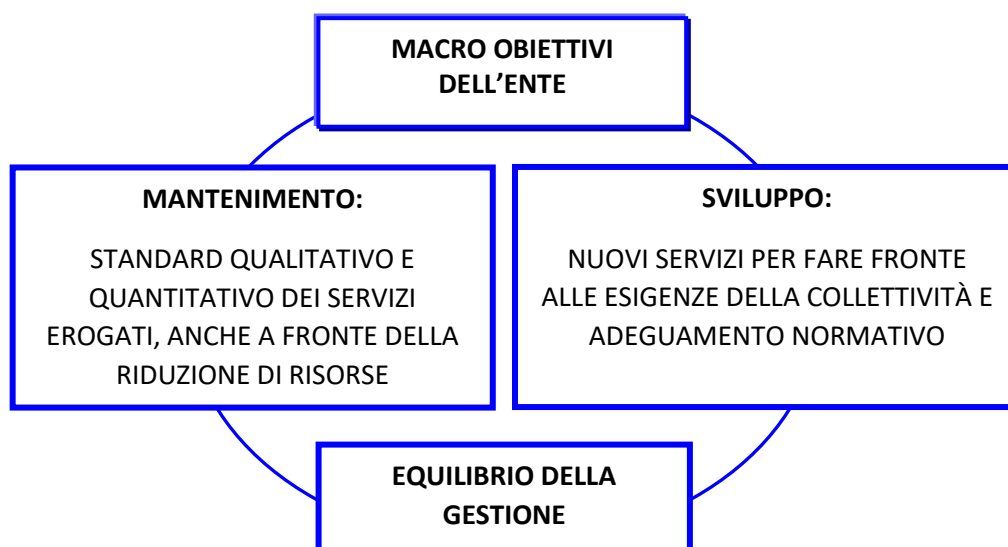 MACRO OBIETTIVI
DELL’ENTE
MANTENIMENTO:
STANDARD QUALITATIVO E
QUANTITATIVO DEI SERVIZI
EROGATI, ANCHE A FRONTE DELLA
RIDUZIONE DI RISORSE
SVILUPPO:
NUOVI SERVIZI PER FARE FRONTE
ALLE ESIGENZE DELLA COLLETTIVITÀ E
ADEGUAMENTO NORMATIVO
EQUILIBRIO DELLA
GESTIONE